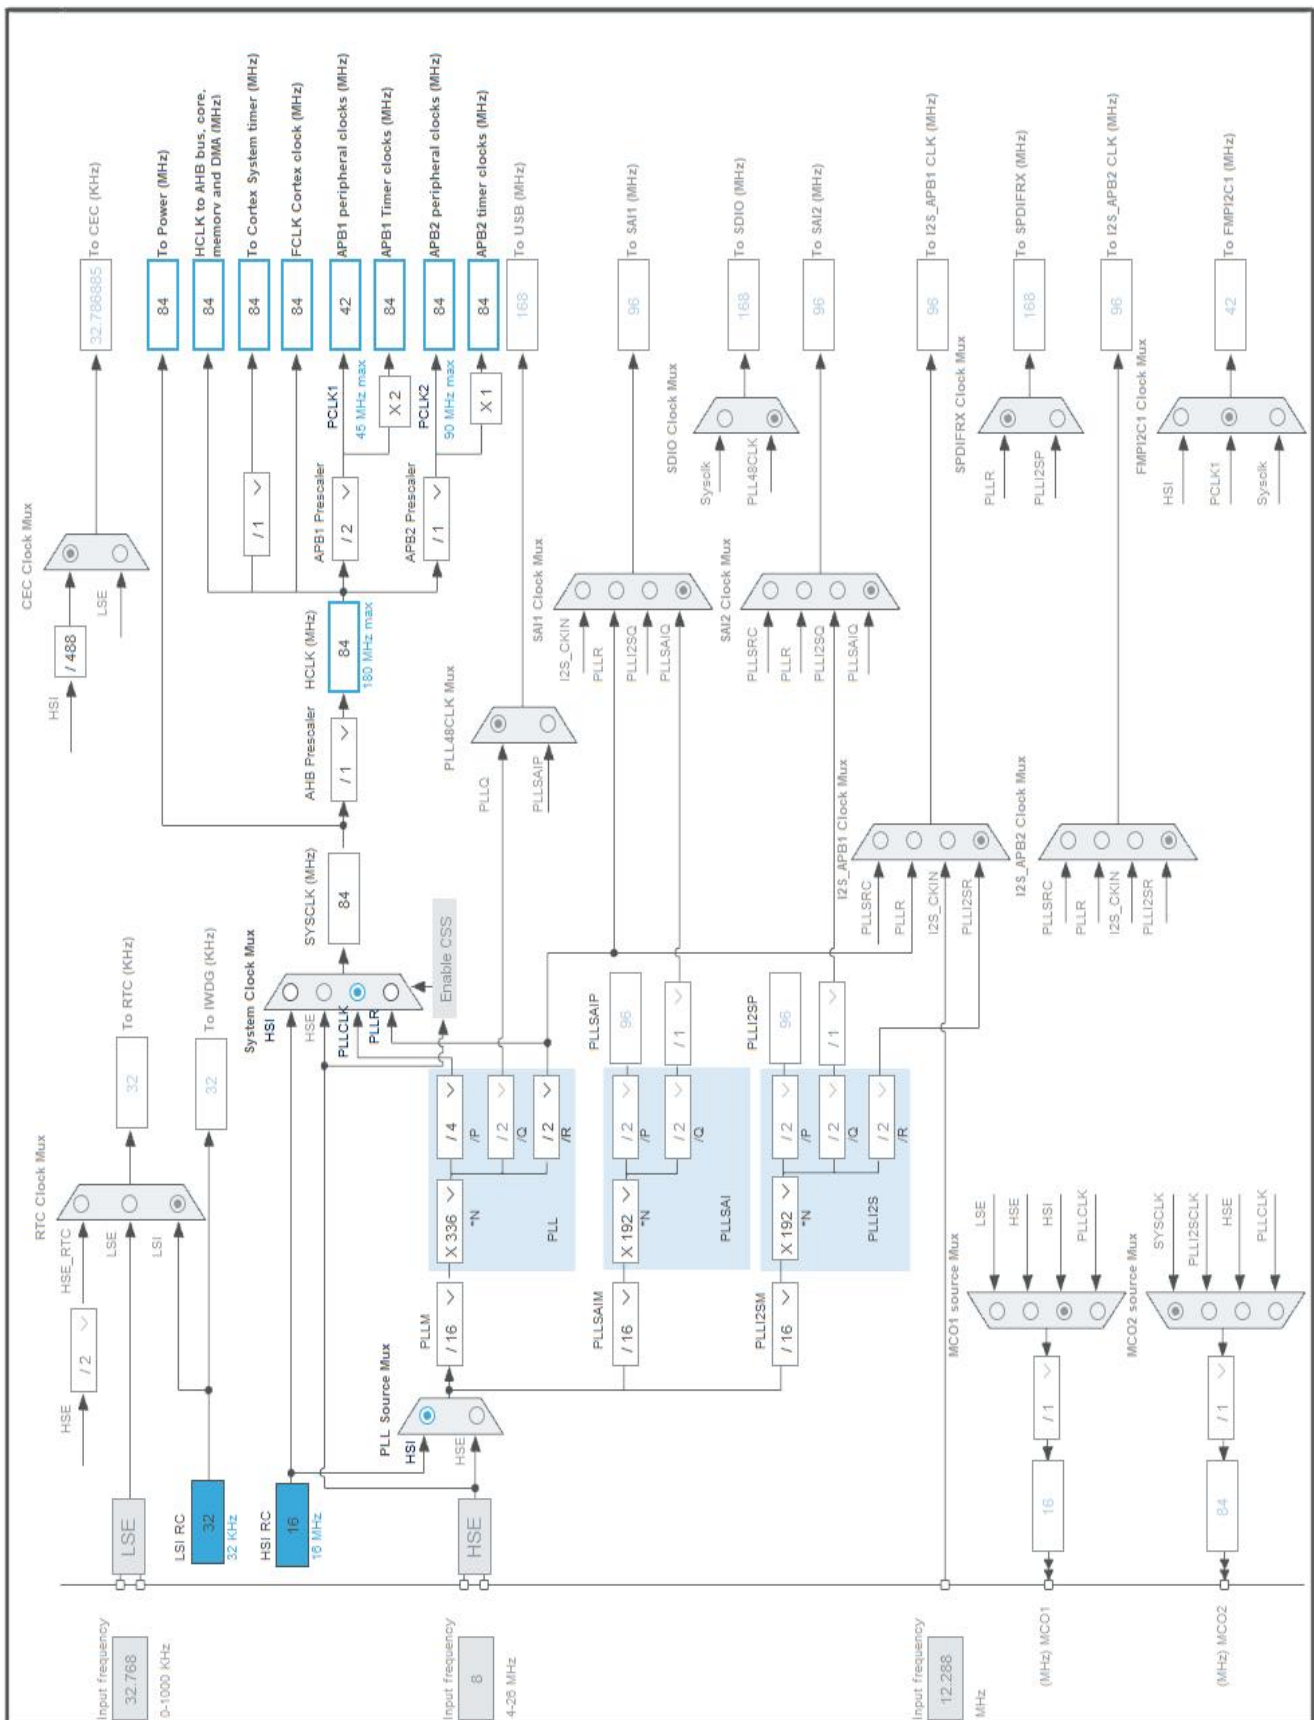 Input frequency
32.768
0-1000 KHz
LSE
LSI RC
32
32 KHz
HSI RC
16
16 MHz
Input frequency
8
4-26 MHz
HSE
HSE
/ 2
HSE_RTC
LSE
LSI
RTC Clock Mux
32
To RTC (KHz)
32
To IWDG (KHz)
HSI
/ 488
LSE
CEC Clock Mux
32.786885
To CEC (KHz)
System Clock Mux
HSI
HSE
PLLCLK
PLLR
Enable CSS
SYSCLK (MHz)
84
AHB Prescaler
/ 1
HCLK (MHz)
84
180 MHz max
84
To Power (MHz)
84
HCLK to AHB bus, core,
memory and DMA (MHz)
/ 1
84
To Cortex System timer (MHz)
84
FCLK Cortex clock (MHz)
APB1 Prescaler
/ 2
PCLK1
45 MHz max
42
APB1 peripheral clocks (MHz)
X 2
84
APB1 Timer clocks (MHz)
APB2 Prescaler
/ 1
PCLK2
90 MHz max
84
APB2 peripheral clocks (MHz)
X 1
84
APB2 timer clocks (MHz)
PLL Source Mux
HSI
HSE
PLLM
/ 16
X 336
*N
/ 4
/P
/ 2
/Q
/ 2
/R
PLL
PLLQ
PLLSAIP
PLL48CLK Mux
168
To USB (MHz)
PLLSAIM
/ 16
X 192
*N
/ 2
/P
/ 2
/Q
PLLSAI
PLLSAIP
96
/ 1
I2S_CKIN
PLLR
PLLI2SQ
PLLSAIQ
SAI1 Clock Mux
96
To SAI1 (MHz)
Sysclk
PLL48CLK
SDIO Clock Mux
168
To SDIO (MHz)
PLLI2SM
/ 16
X 192
*N
/ 2
/P
/ 2
/Q
/ 2
/R
PLLI2S
PLLI2SP
96
/ 1
PLLSRC
PLLR
PLLI2SQ
PLLSAIQ
SAI2 Clock Mux
96
To SAI2 (MHz)
Input frequency
12.288
MHz
PLLSRC
PLLR
I2S_CKIN
PLLI2SR
I2S_APB1 Clock Mux
96
To I2S_APB1 CLK (MHz)
PLLR
PLLI2SP
SPDIFRX Clock Mux
168
To SPDIFRX (MHz)
PLLSRC
PLLR
I2S_CKIN
PLLI2SR
I2S_APB2 Clock Mux
96
To I2S_APB2 CLK (MHz)
HSI
PCLK1
Sysclk
FMPI2C1 Clock Mux
42
To FMPI2C1 (MHz)
(MHz) MCO1
16
/ 1
MCO1 source Mux
LSE
HSE
HSI
PLLCLK
(MHz) MCO2
84
/ 1
MCO2 source Mux
SYSCLK
PLLI2SCLK
HSE
PLLCLK